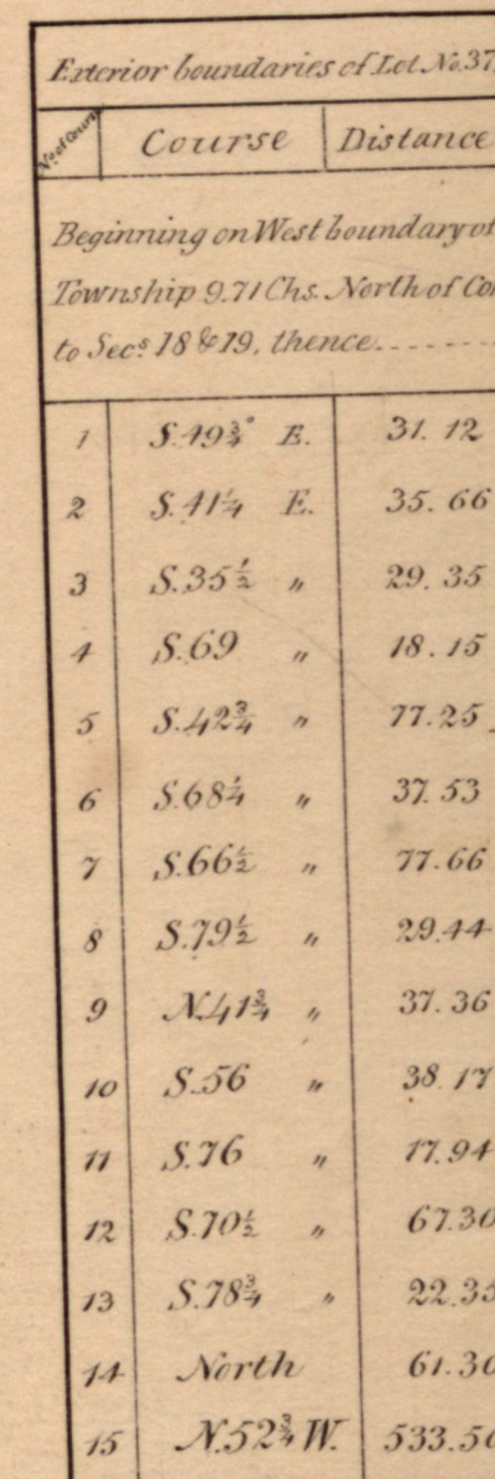 Exterior boundaries of Lot No. 37
No. of Course Course Distance
Beginning on West boundary of
Township 9.71 Chs. North of Co
to Secs. 18 & 19, thence
1 S. 49¾° E. 31. 12
2 S. 41¼ E. 35. 66
3 S. 35½ " 29. 35
4 S. 69 " 18. 15
5 S. 42¾ " 77. 25
6 S. 68¼ " 37. 53
7 S. 66½ " 77. 66
8 S. 79½ " 29. 44
9 N. 41¾ " 37. 36
10 S. 56 " 38. 17
11 S. 76 " 17. 94
12 S. 70½ " 67. 30
13 S. 78¾ " 22. 35
14 North 61. 30
15 N. 52¾ W. 533. 50